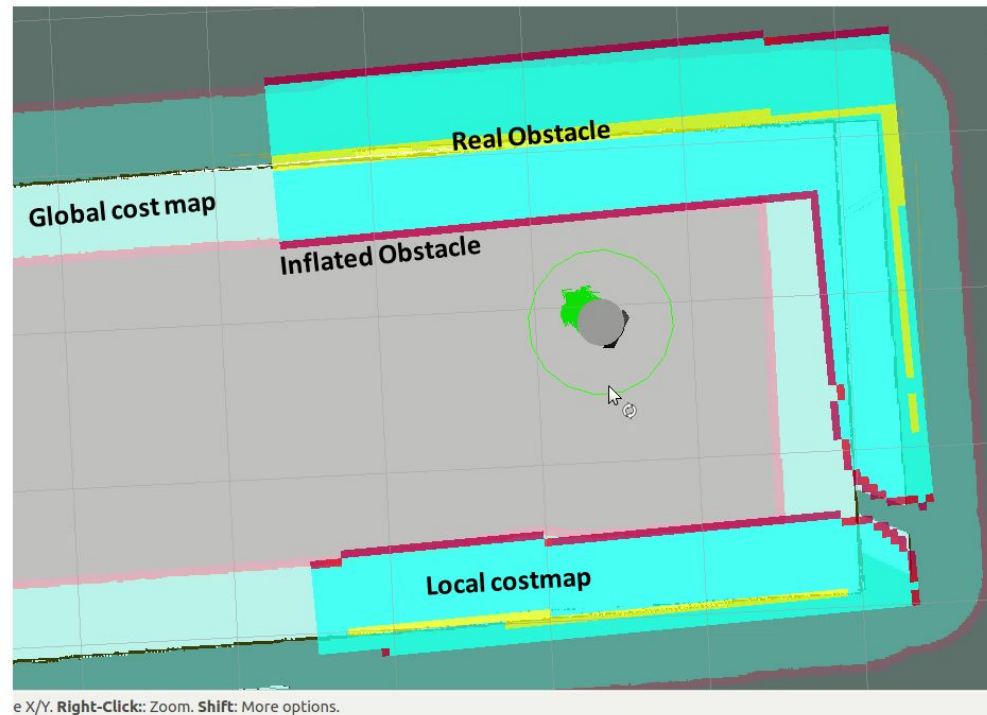 Real Obstacle
Global cost map
Inflated Obstacle
Local costmap
e X/Y. Right-Click:: Zoom. Shift: More options.